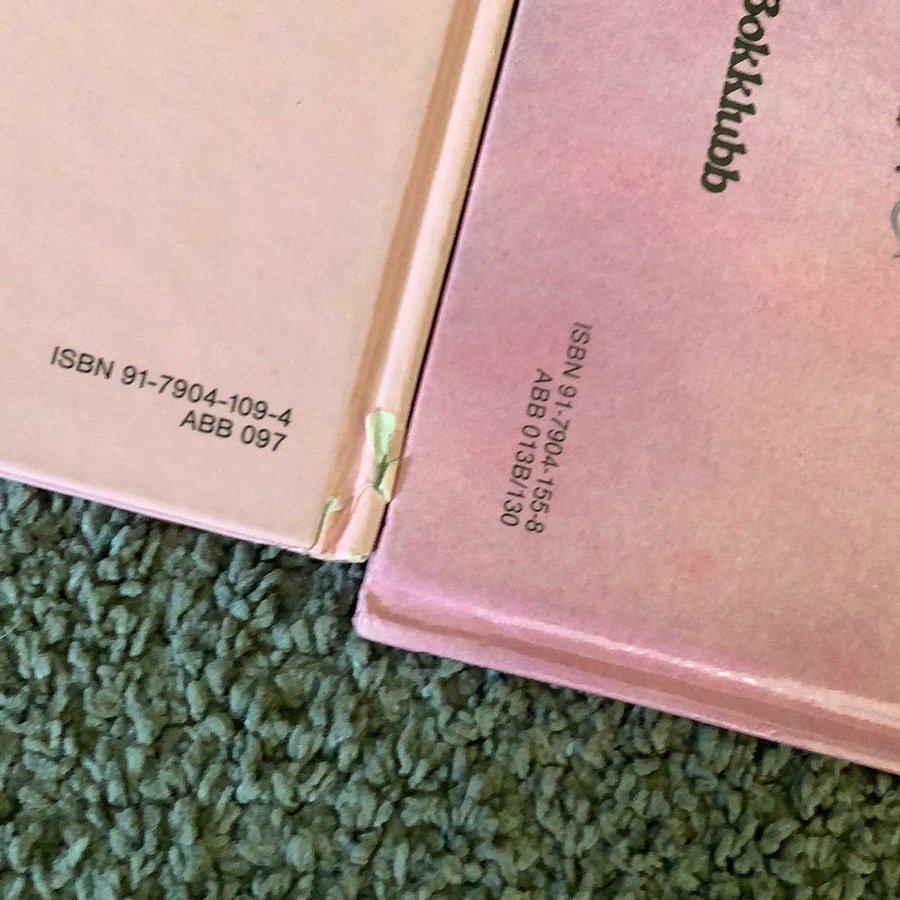 ISBN 91-7904-109-4
ABB 097
Bokklubb
ISBN 91-7904-155-8
ABB 013B/130